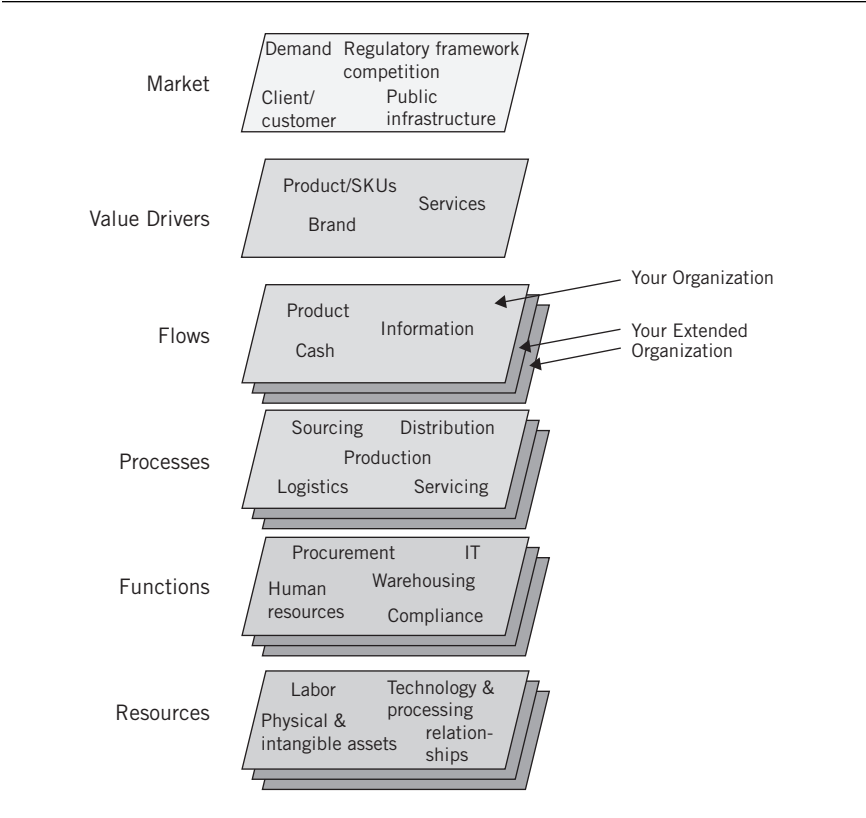 Market
Demand Regulatory framework
competition
Client/ Public
customer infrastructure
Value Drivers
Product/SKUs
Services
Brand
Your Organization
Flows
Product
Information
Cash
Your Extended
Organization
Processes
Sourcing Distribution
Production
Logistics Servicing
Functions
Procurement IT
Warehousing
Human
resources
Compliance
Resources
Labor
Technology &
processing
relation-
ships
Physical &
intangible assets